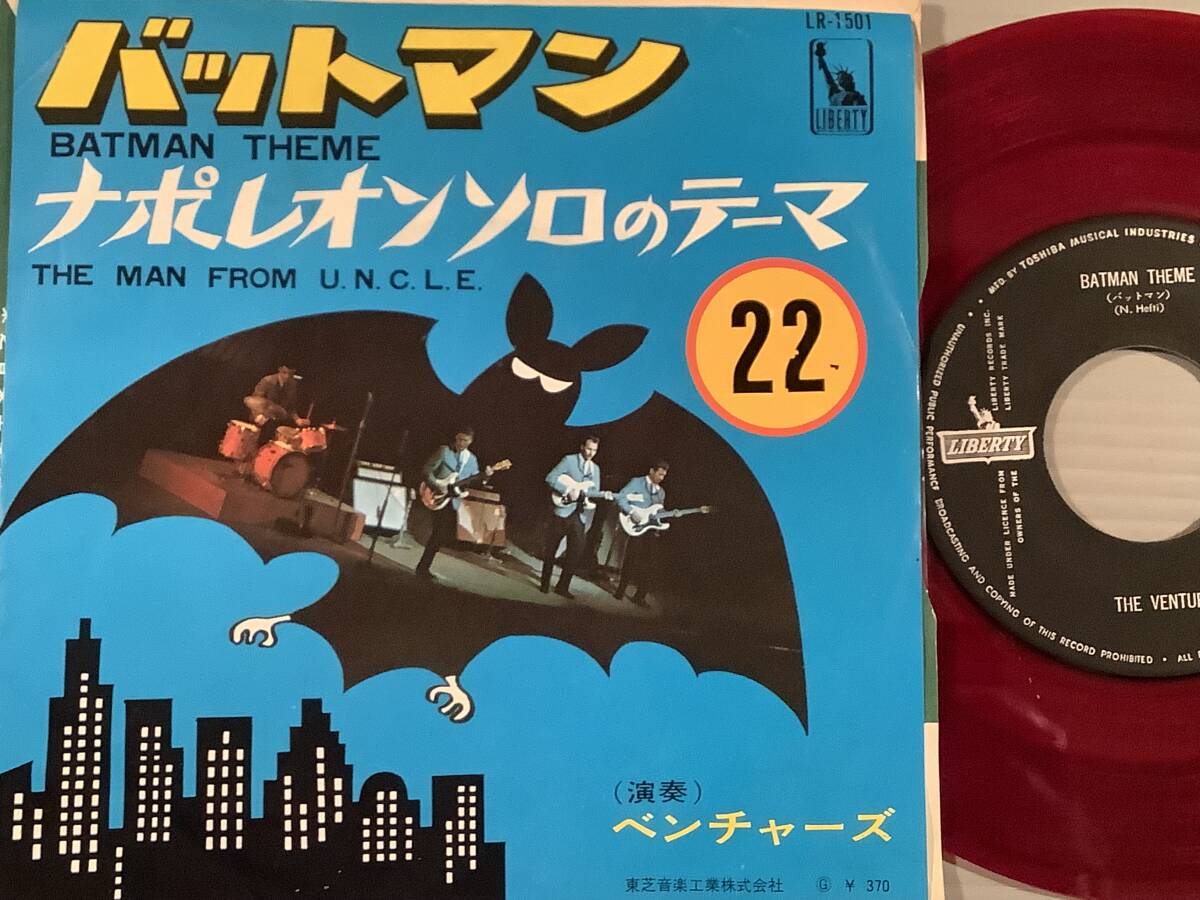 LR-1501
バットマン
BATMAN THEME
LIBERTY
ナポレオンソロのテーマ
THE MAN FROM U.N.C.L.E.
22
(演奏)
ベンチャーズ
東芝音楽工業株式会社 Ⓖ ¥ 370
MFD. BY TOSHIBA MUSICAL INDUSTRIES
BATMAN THEME
(バットマン)
(N. Hefti)
LIBERTY RECORDS INC.
LIBERTY TRADE MARK
LIBERTY
MADE UNDER LICENCE FROM
OWNERS OF THE
THE VENTUR
UNAUTHORIZED PUBLIC PERFORMANCE BROADCASTING AND COPYING OF THIS RECORD PROHIBITED • ALL